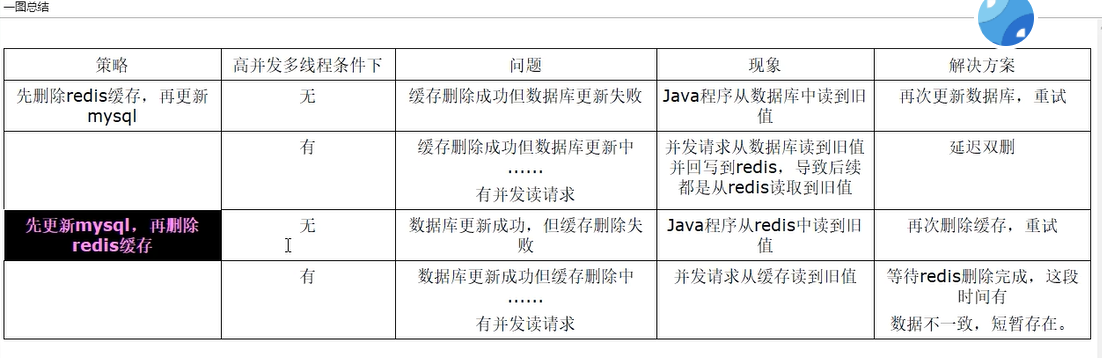 一图总结
策略 高并发多线程条件下 问题 现象 解决方案
先删除redis缓存，再更新
mysql
无
缓存删除成功但数据库更新失败
Java程序从数据库中读到旧
值
再次更新数据库，重试
有
缓存删除成功但数据库更新中
......
有并发读请求
并发请求从数据库读到旧值
并回写到redis，导致后续
都是从redis读取到旧值
延迟双删
先更新mysql，再删除
redis缓存
无
数据库更新成功，但缓存删除失
败
Java程序从redis中读到旧
值
再次删除缓存，重试
有
数据库更新成功但缓存删除中
......
有并发读请求
并发请求从缓存读到旧值
等待redis删除完成，这段
时间有
数据不一致，短暂存在。